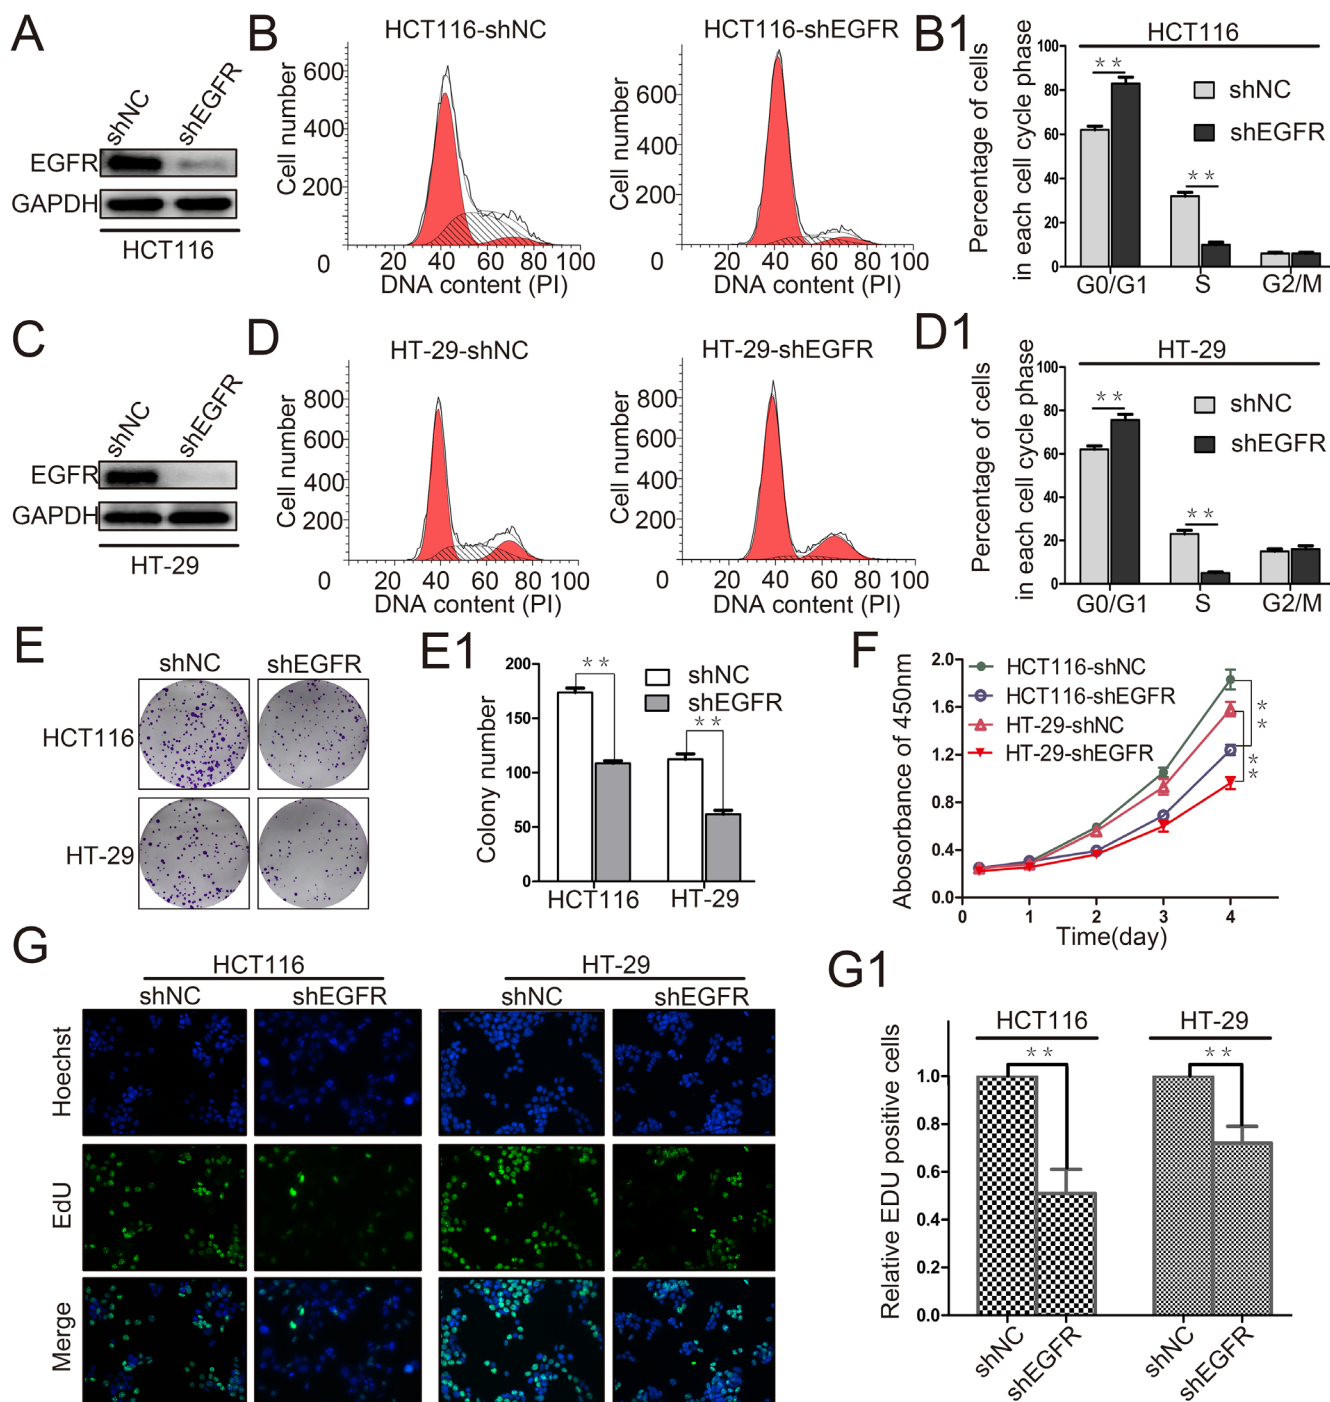 A
shNC
shEGFR
EGFR
GAPDH
HCT116
B
HCT116-shNC
Cell number
600
400
200
0
0 20 40 60 80 100
DNA content (PI)
HCT116-shEGFR
Cell number
600
400
200
0
0 20 40 60 80 100
DNA content (PI)
B1
HCT116
Percentage of cells
in each cell cycle phase
100
80
60
40
20
0
**
**
shNC
shEGFR
G0/G1 S G2/M
C
shNC
shEGFR
EGFR
GAPDH
HT-29
D
HT-29-shNC
Cell number
800
600
400
200
0
0 20 40 60 80 100
DNA content (PI)
HT-29-shEGFR
Cell number
800
600
400
200
0
0 20 40 60 80 100
DNA content (PI)
D1
HT-29
Percentage of cells
in each cell cycle phase
100
80
60
40
20
0
**
**
shNC
shEGFR
G0/G1 S G2/M
E
shNC shEGFR
HCT116
HT-29
E1
Colony number
200
150
100
50
0
**
**
shNC
shEGFR
HCT116 HT-29
F
Abosorbance of 450nm
2.0
1.6
1.2
0.8
0.4
0.0
HCT116-shNC
HCT116-shEGFR
HT-29-shNC
HT-29-shEGFR
**
**
0 1 2 3 4
Time(day)
G
HCT116 HT-29
shNC shEGFR shNC shEGFR
Hoechst
EdU
Merge
G1
HCT116 HT-29
** **
Relative EDU positive cells
1.0
0.8
0.6
0.4
0.2
0.0
shNC
shEGFR
shNC
shEGFR